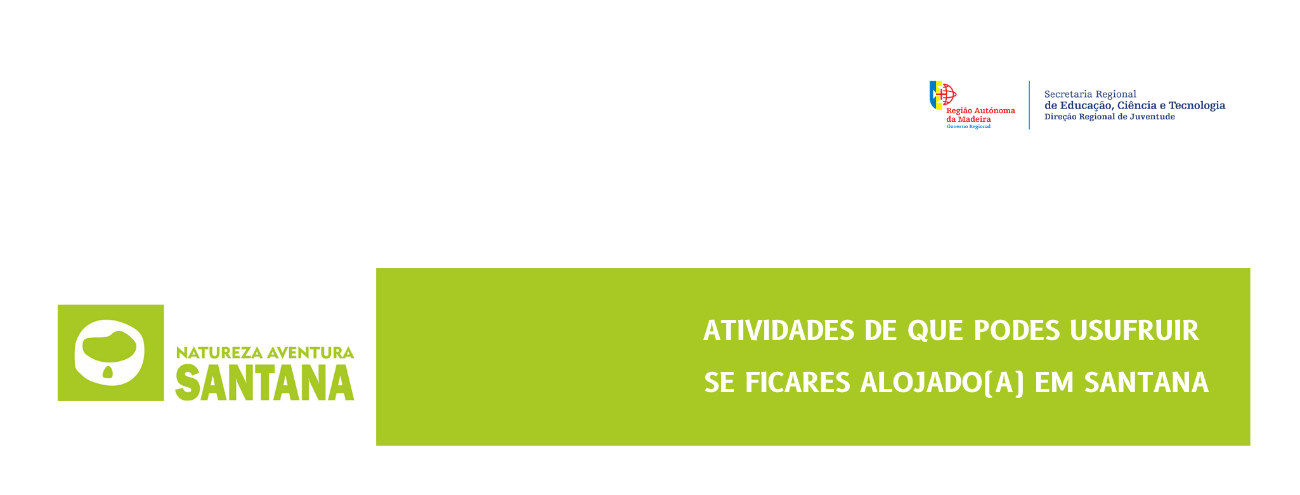 Região Autónoma
da Madeira
Governo Regional
Secretaria Regional
de Educação, Ciência e Tecnologia
Direção Regional de Juventude
NATUREZA AVENTURA
SANTANA
ATIVIDADES DE QUE PODES USUFRUIR
SE FICARES ALOJADO(A) EM SANTANA